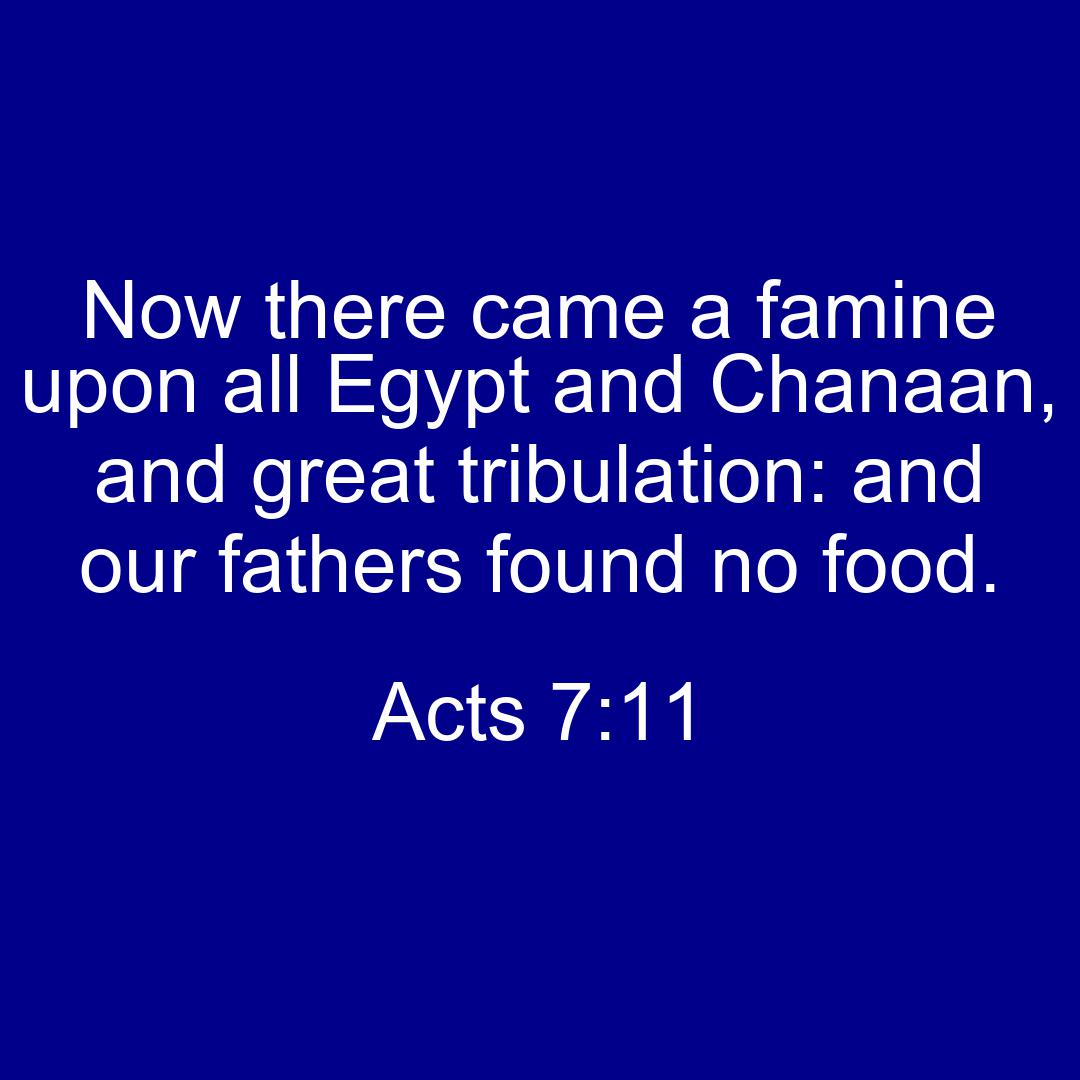 Now there came a famine
upon all Egypt and Chanaan,
and great tribulation: and
our fathers found no food.
Acts 7:11